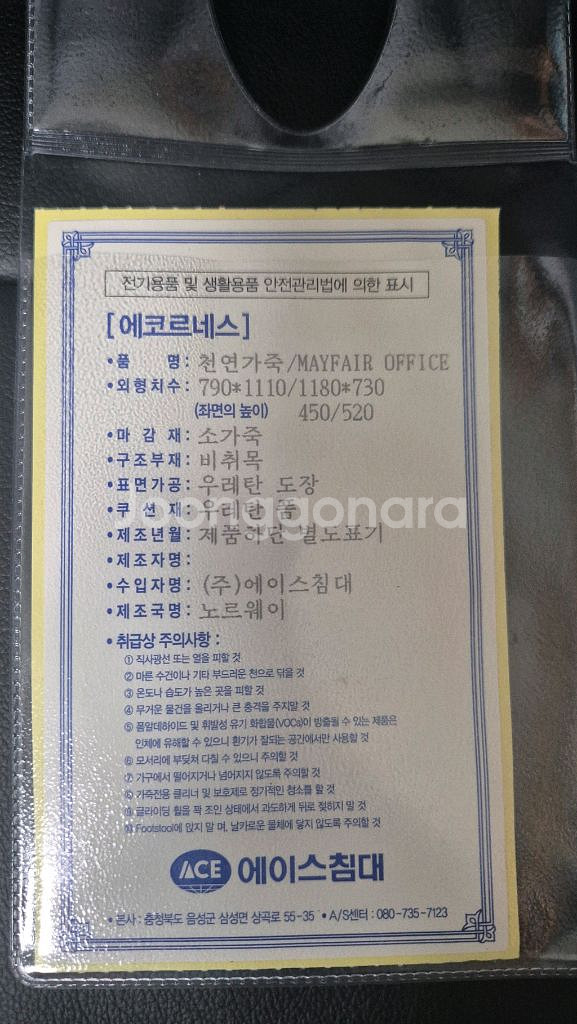 전기용품 및 생활용품 안전관리법에 의한 표시
[에코르네스]
• 품 명 : 천연가죽/MAYFAIR OFFICE
• 외형치수 : 790*1110/1180*730
(좌면의 높이) 450/520
• 마 감 재 : 소가죽
• 구조부재 : 비취목
• 표면가공 : 우레탄 도장
• 쿠 션 재 : 우레탄 폼
joonggonara
• 제조년월 : 제품하단 별도표기
• 제조자명 :
• 수입자명 : (주)에이스침대
• 제조국명 : 노르웨이
• 취급상 주의사항 :
① 직사광선 또는 열을 피할 것
② 마른 수건이나 기타 부드러운 천으로 닦을 것
③ 온도나 습도가 높은 곳을 피할 것
④ 무거운 물건을 올리거나 큰 충격을 주지말 것
⑤ 폼알데하이드 및 휘발성 유기 화합물(VOCs)이 방출될 수 있는 제품은
인체에 유해할 수 있으니 환기가 잘되는 공간에서만 사용할 것
⑥ 모서리에 부딪쳐 다칠 수 있으니 주의할 것
⑦ 가구에서 떨어지거나 넘어지지 않도록 주의할 것
⑧ 가죽전용 클리너 및 보호제로 정기적인 청소를 할 것
⑨ 글라이딩 휠을 꽉 조인 상태에서 과도하게 뒤로 젖히지 말 것
⑩ Footstool에 앉지 말 며, 날카로운 물체에 닿지 않도록 주의할 것
ACE 에이스침대
• 본사 : 충청북도 음성군 삼성면 상곡로 55-35 • A/S센터 : 080-735-7123